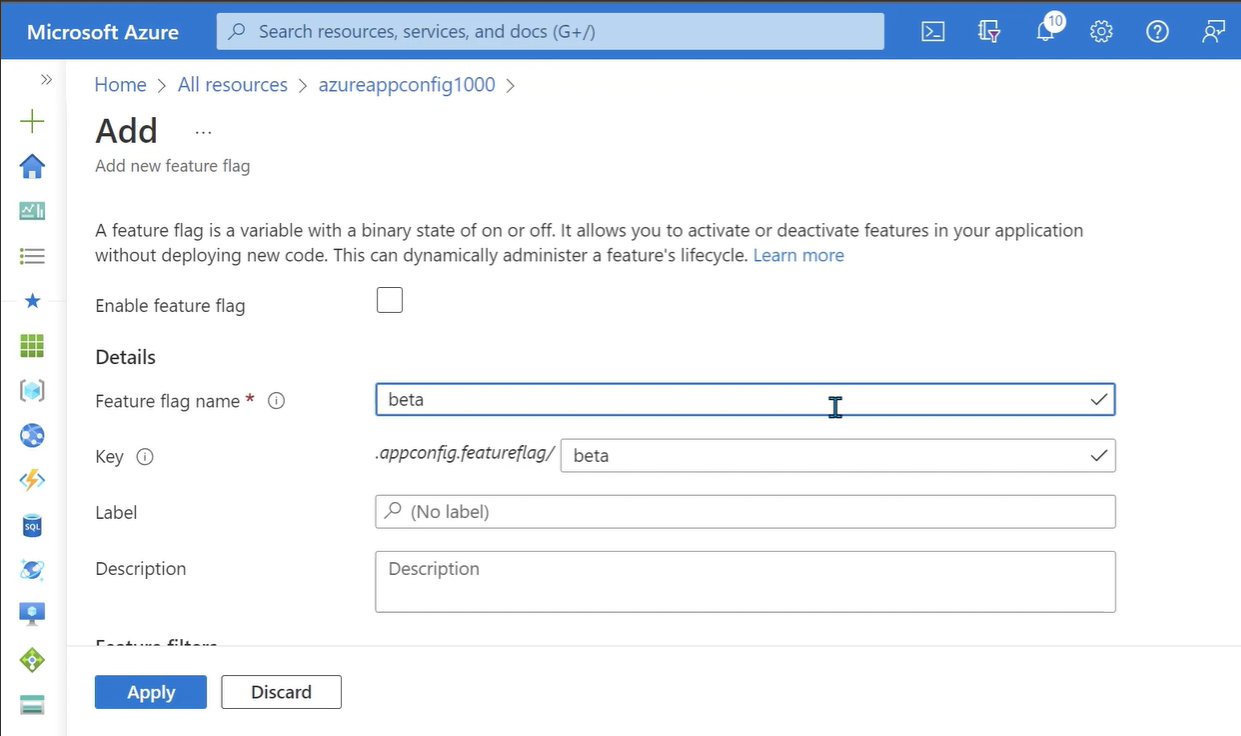 Microsoft Azure
Search resources, services, and docs (G+/)
10
Home > All resources > azureappconfig1000 >
Add ...
Add new feature flag
A feature flag is a variable with a binary state of on or off. It allows you to activate or deactivate features in your application
without deploying new code. This can dynamically administer a feature's lifecycle. Learn more
Enable feature flag
Details
Feature flag name *
beta
Key
.appconfig.featureflag/
beta
Label
(No label)
Description
Description
Feature filters
SQL
Apply
Discard